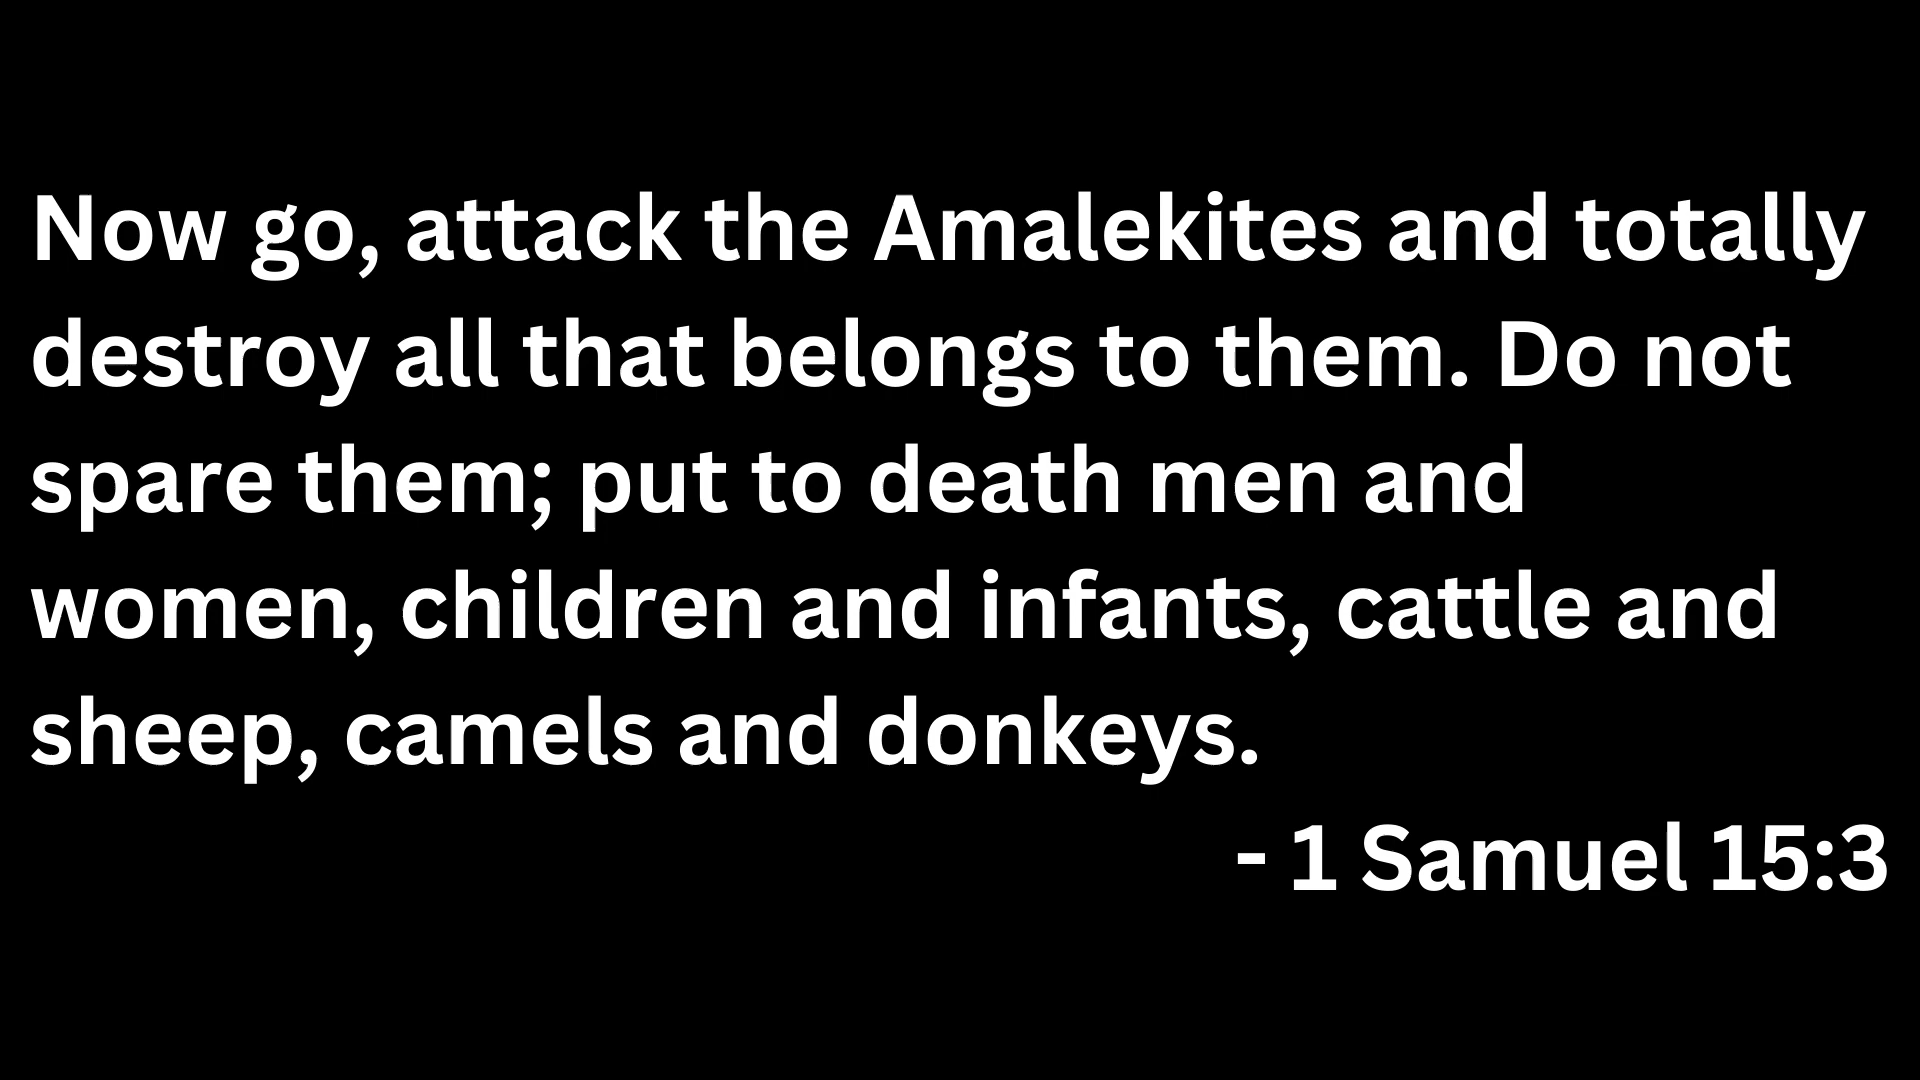 Now go, attack the Amalekites and totally
destroy all that belongs to them. Do not
spare them; put to death men and
women, children and infants, cattle and
sheep, camels and donkeys.
- 1 Samuel 15:3